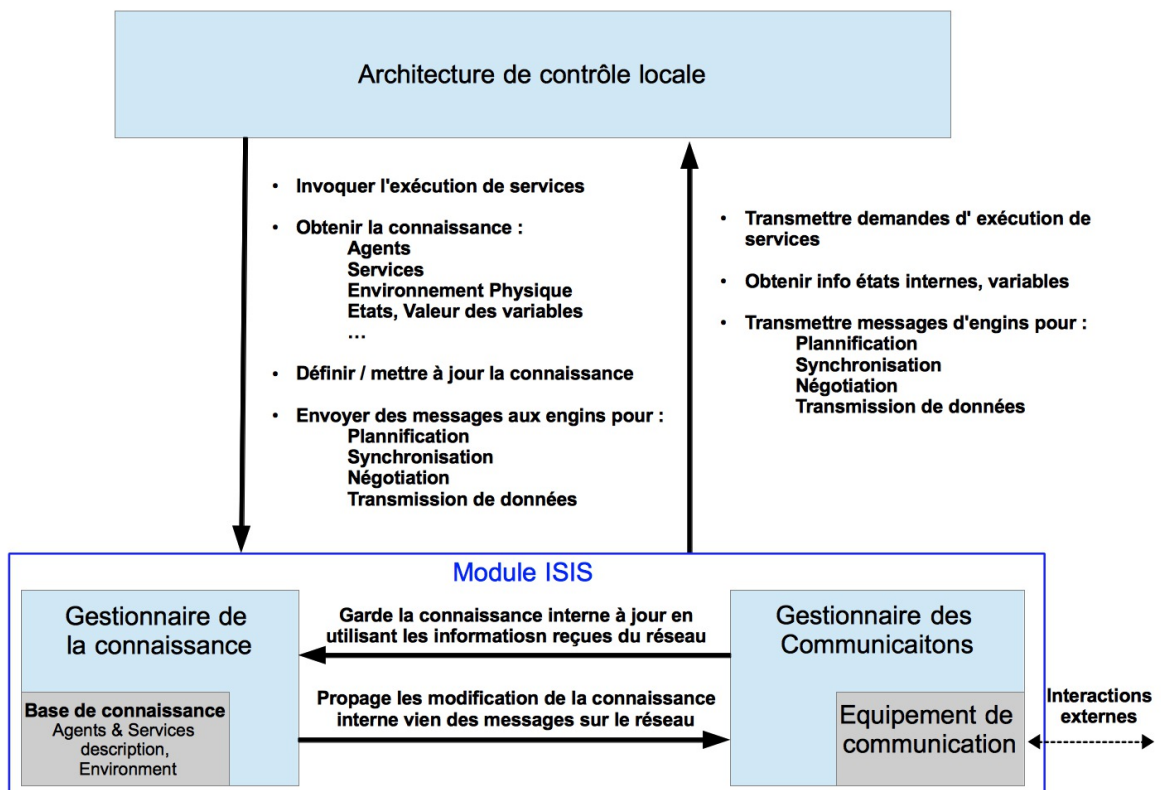 Architecture de contrôle locale
• Invoquer l'exécution de services
• Obtenir la connaissance :
Agents
Services
Environnement Physique
Etats, Valeur des variables
…
• Définir / mettre à jour la connaissance
• Envoyer des messages aux engins pour :
Plannification
Synchronisation
Négotiation
Transmission de données
• Transmettre demandes d' exécution de
services
• Obtenir info états internes, variables
• Transmettre messages d'engins pour :
Plannification
Synchronisation
Négotiation
Transmission de données
Module ISIS
Gestionnaire de
la connaissance
Base de connaissance
Agents & Services
description,
Environment
Garde la connaissance interne à jour en
utilisant les informatiosn reçues du réseau
Propage les modification de la connaissance
interne vien des messages sur le réseau
Gestionnaire des
Communicaitons
Equipement de
communication
Interactions
externes